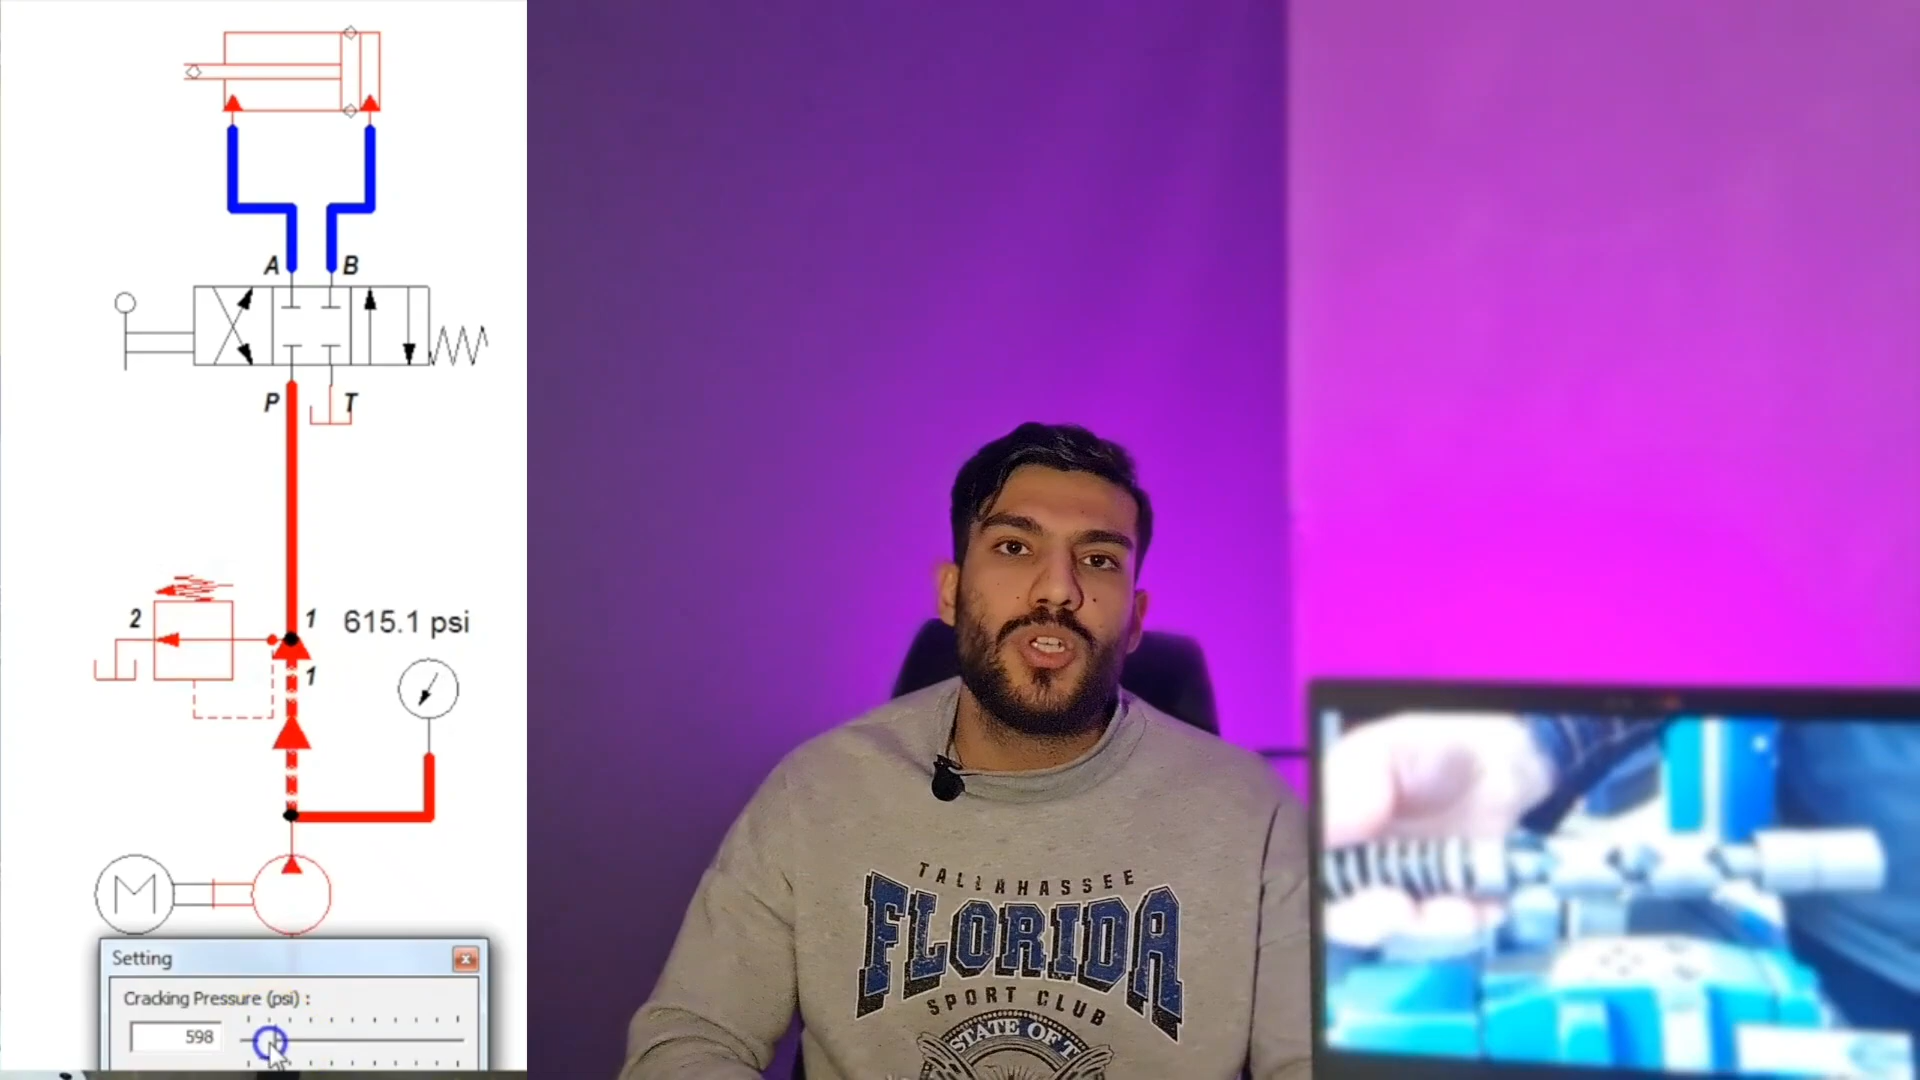 A B
P T
2 1 615.1 psi
1
M
Setting
Cracking Pressure (psi) :
598
TALLAHASSEE
FLORIDA
SPORT CLUB
STATE OF